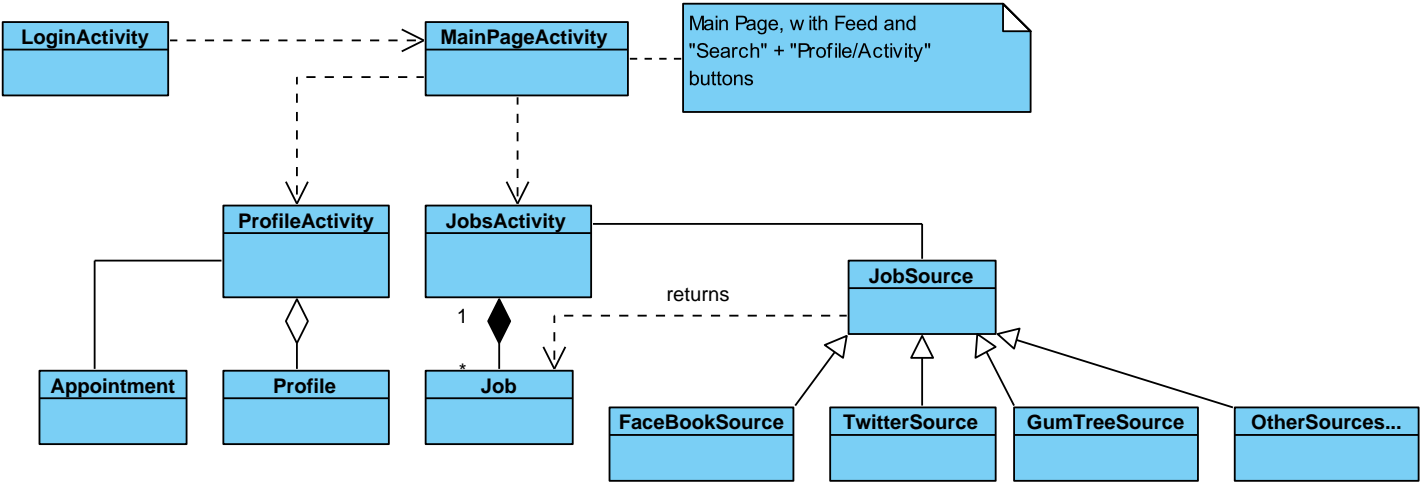 LoginActivity
MainPageActivity
Main Page, with Feed and
"Search" + "Profile/Activity"
buttons
ProfileActivity
JobsActivity
JobSource
returns
1
*
Appointment
Profile
Job
FaceBookSource
TwitterSource
GumTreeSource
OtherSources...